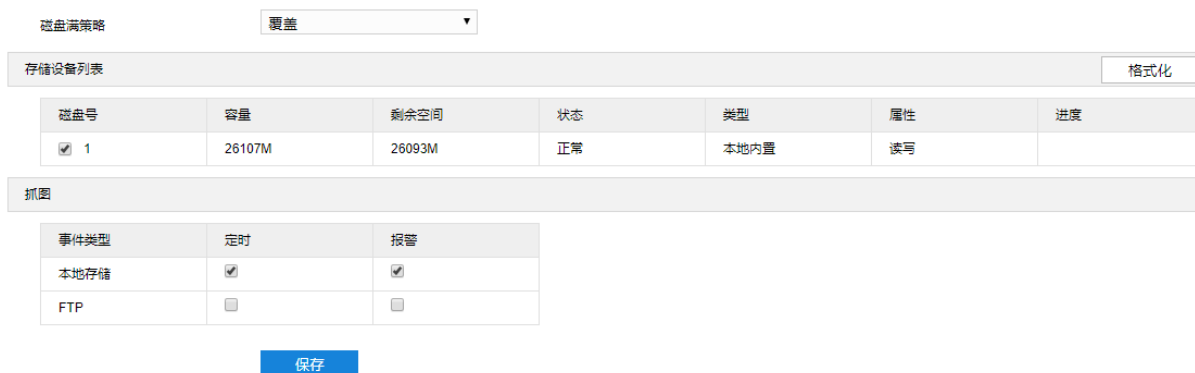 磁盘满策略 覆盖
存储设备列表 格式化
磁盘号 容量 剩余空间 状态 类型 属性 进度
1 26107M 26093M 正常 本地内置 读写
抓图
事件类型 定时 报警
本地存储
FTP
保存